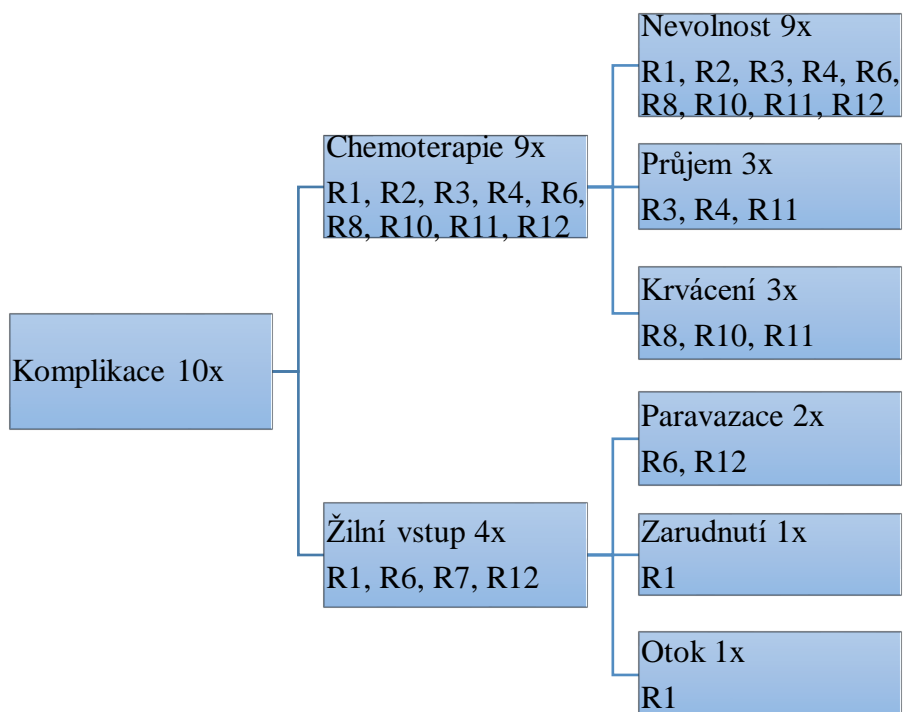 Komplikace 10x
Chemoterapie 9x
R1, R2, R3, R4, R6,
R8, R10, R11, R12
Nevolnost 9x
R1, R2, R3, R4, R6,
R8, R10, R11, R12
Průjem 3x
R3, R4, R11
Krvácení 3x
R8, R10, R11
Žilní vstup 4x
R1, R6, R7, R12
Paravazace 2x
R6, R12
Zarudnutí 1x
R1
Otok 1x
R1